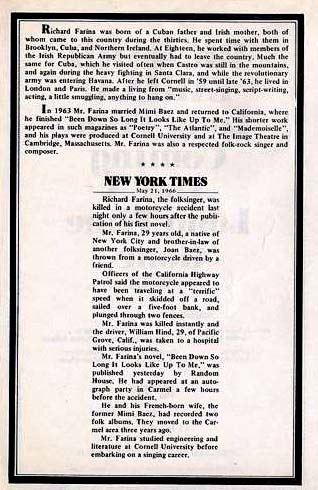 Richard Farina was born of a Cuban father and Irish mother, both of
whom came to this country during the thirties. He spent time with them in
Brooklyn, Cuba, and Northern Ireland. At Eighteen, he worked with members of
the Irish Republican Army but eventually had to leave the country. Much the
same for Cuba, which he visited often when Castro was still in the mountains,
and again during the heavy fighting in Santa Clara, and while the revolutionary
army was entering Havana. After he left Cornell in '59 until late '63, he lived in
London and Paris. He made a living from "music, street-singing, script-writing,
acting, a little smuggling, anything to hang on."
In 1963 Mr. Farina married Mimi Baez and returned to California, where
he finished "Been Down So Long It Looks Like Up To Me." His shorter work
appeared in such magazines as "Poetry", "The Atlantic", and "Mademoiselle",
and his plays were produced at Cornell University and at The Image Theatre in
Cambridge, Massachusetts. Mr. Farina was also a respected folk-rock singer and
composer.
★ ★ ★ ★
NEW YORK TIMES
May 21, 1966
Richard Farina, the folksinger, was
killed in a motorcycle accident last
night only a few hours after the publi-
cation of his first novel.
Mr. Farina, 29 years old, a native of
New York City and brother-in-law of
another folksinger, Joan Baez, was
thrown from a motorcycle driven by a
friend.
Officers of the California Highway
Patrol said the motorcycle appeared to
have been traveling at a "terrific"
speed when it skidded off a road,
sailed over a five-foot bank, and
plunged through two fences.
Mr. Farina was killed instantly and
the driver, William Hind, 29, of Pacific
Grove, Calif., was taken to a hospital
with serious injuries.
Mr. Farina's novel, "Been Down So
Long It Looks Like Up To Me," was
published yesterday by Random
House. He had appeared at an auto-
graph party in Carmel a few hours
before the accident.
He and his French-born wife, the
former Mimi Baez, had recorded two
folk albums. They moved to the Car-
mel area three years ago.
Mr. Farina studied engineering and
literature at Cornell University before
embarking on a singing career.